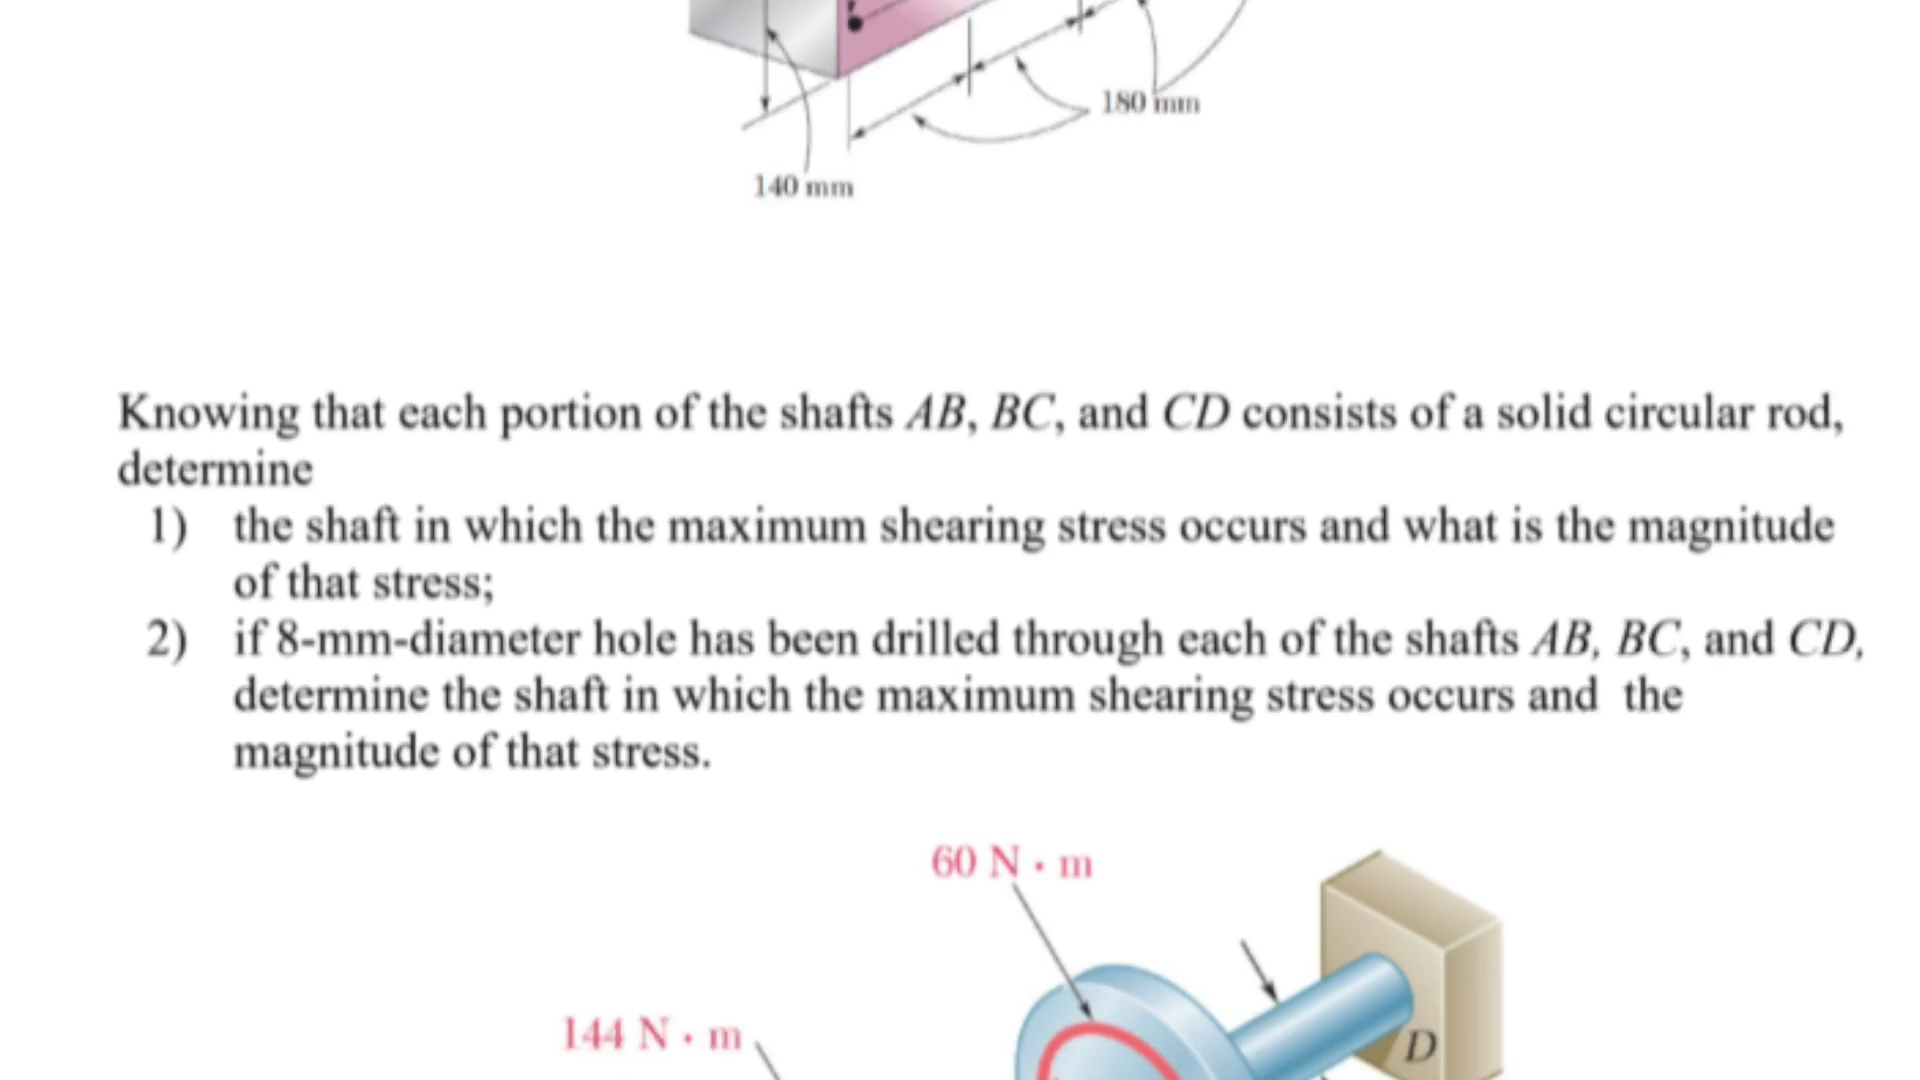 180 mm
140 mm
Knowing that each portion of the shafts AB, BC, and CD consists of a solid circular rod,
determine
1) the shaft in which the maximum shearing stress occurs and what is the magnitude
of that stress;
2) if 8-mm-diameter hole has been drilled through each of the shafts AB, BC, and CD,
determine the shaft in which the maximum shearing stress occurs and the
magnitude of that stress.
60 N · m
144 N · m
D